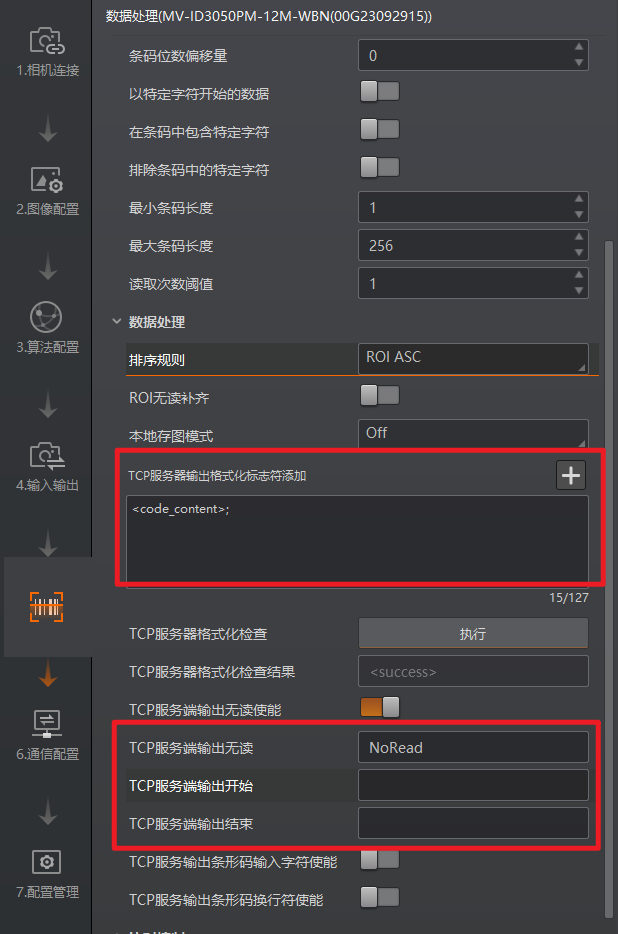 数据处理(MV-ID3050PM-12M-WBN(00G23092915))
1.相机连接
2.图像配置
3.算法配置
4.输入输出
6.通信配置
7.配置管理
条码位数偏移量 0
以特定字符开始的数据
在条码中包含特定字符
排除条码中的特定字符
最小条码长度 1
最大条码长度 256
读取次数阈值 1
数据处理
排序规则 ROI ASC
ROI无读补齐
本地存图模式 Off
TCP服务器输出格式化标志符添加
<code_content>;
15/127
TCP服务器格式化检查 执行
TCP服务器格式化检查结果 <success>
TCP服务端输出无读使能
TCP服务端输出无读 NoRead
TCP服务端输出开始
TCP服务端输出结束
TCP服务输出条形码输入字符使能
TCP服务输出条形码换行符使能